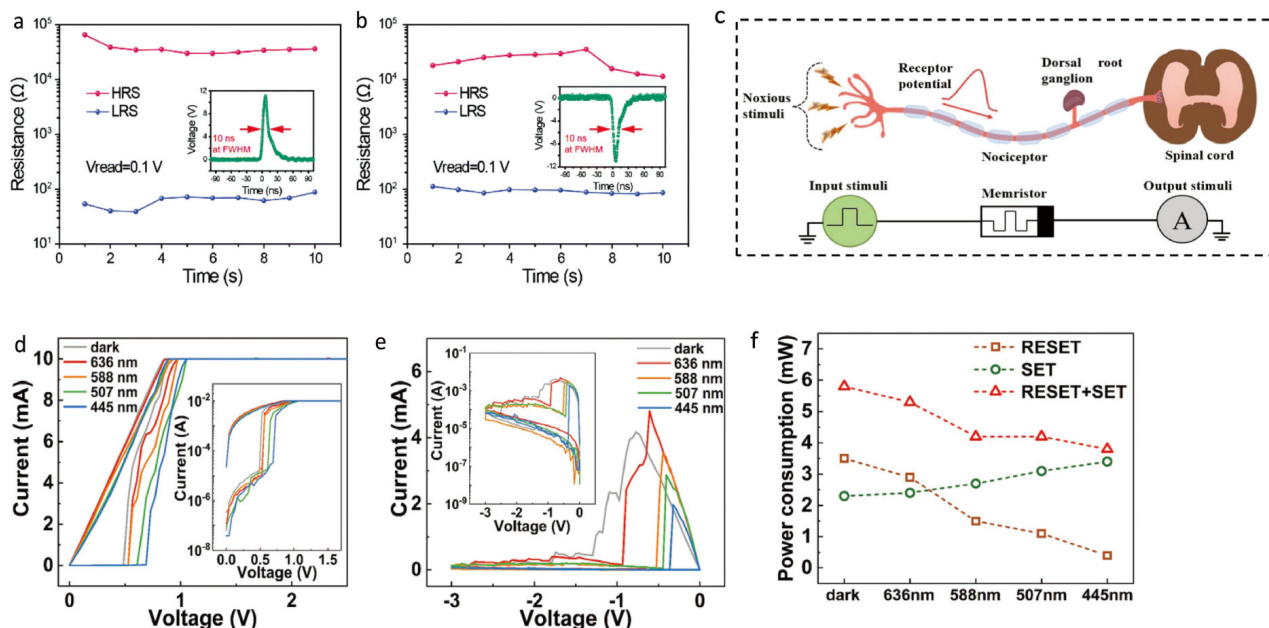 a
10⁵
10⁴
10³
10²
10¹
Resistance (Ω)
HRS
LRS
Vread=0.1 V
0 2 4 6 8 10
Time (s)
12
9
6
3
0
Voltage (V)
10 ns
at FWHM
-90 -60 -30 0 30 60 90
Time (ns)
b
10⁵
10⁴
10³
10²
10¹
Resistance (Ω)
HRS
LRS
Vread=0.1 V
0 2 4 6 8 10
Time (s)
0
-4
-8
-12
Voltage (V)
10 ns
at FWHM
-90 -60 -30 0 30 60 90
Time (ns)
c
Noxious
stimuli
Receptor
potential
Dorsal root
ganglion
Nociceptor
Spinal cord
Input stimuli
Memristor
Output stimuli
A
d
10
8
6
4
2
0
Current (mA)
dark
636 nm
588 nm
507 nm
445 nm
0 1 2
Voltage (V)
10⁻²
10⁻⁴
10⁻⁶
10⁻⁸
Current (A)
0.0 0.5 1.0 1.5
Voltage (V)
e
6
4
2
0
Current (mA)
dark
636 nm
588 nm
507 nm
445 nm
-3 -2 -1 0
Voltage (V)
10⁻¹
10⁻³
10⁻⁵
10⁻⁷
10⁻⁹
Current (A)
-3 -2 -1 0
Voltage (V)
f
7
6
5
4
3
2
1
0
Power consumption (mW)
RESET
SET
RESET+SET
dark 636nm 588nm 507nm 445nm